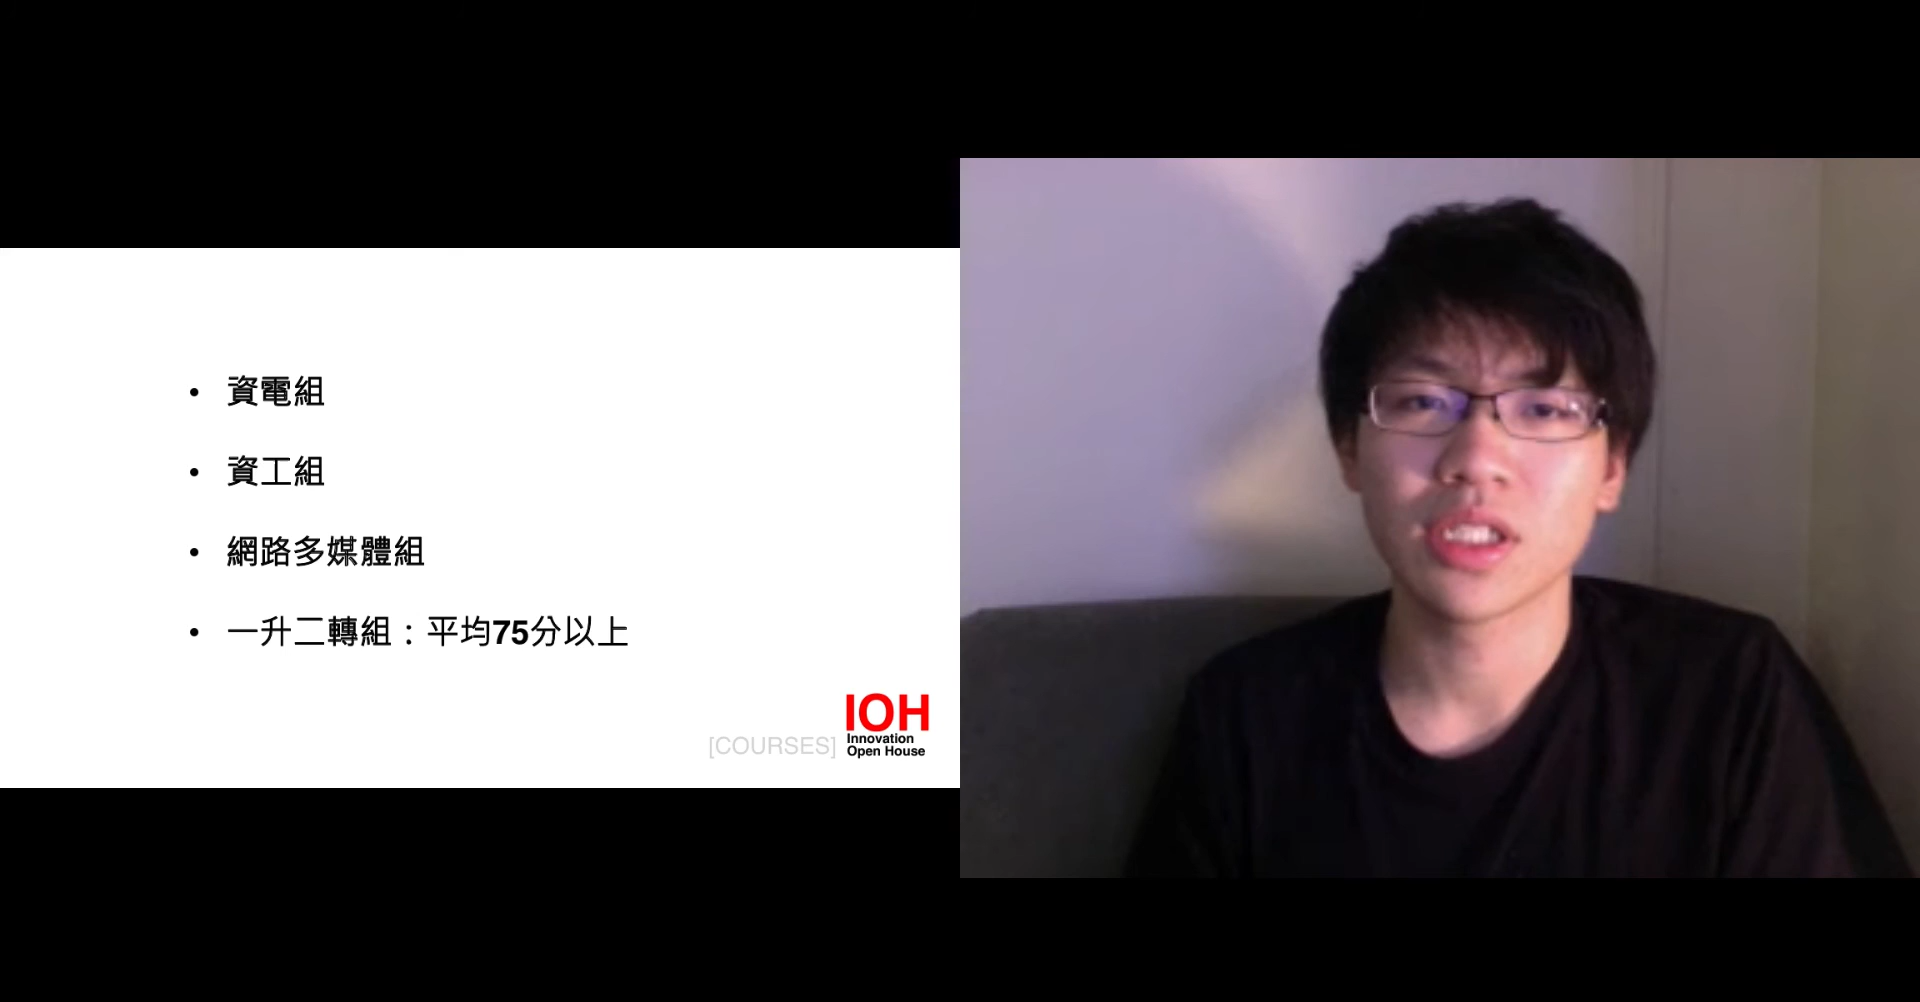 • 資電組
• 資工組
• 網路多媒體組
• 一升二轉組：平均75分以上
[COURSES]
IOH
Innovation
Open House